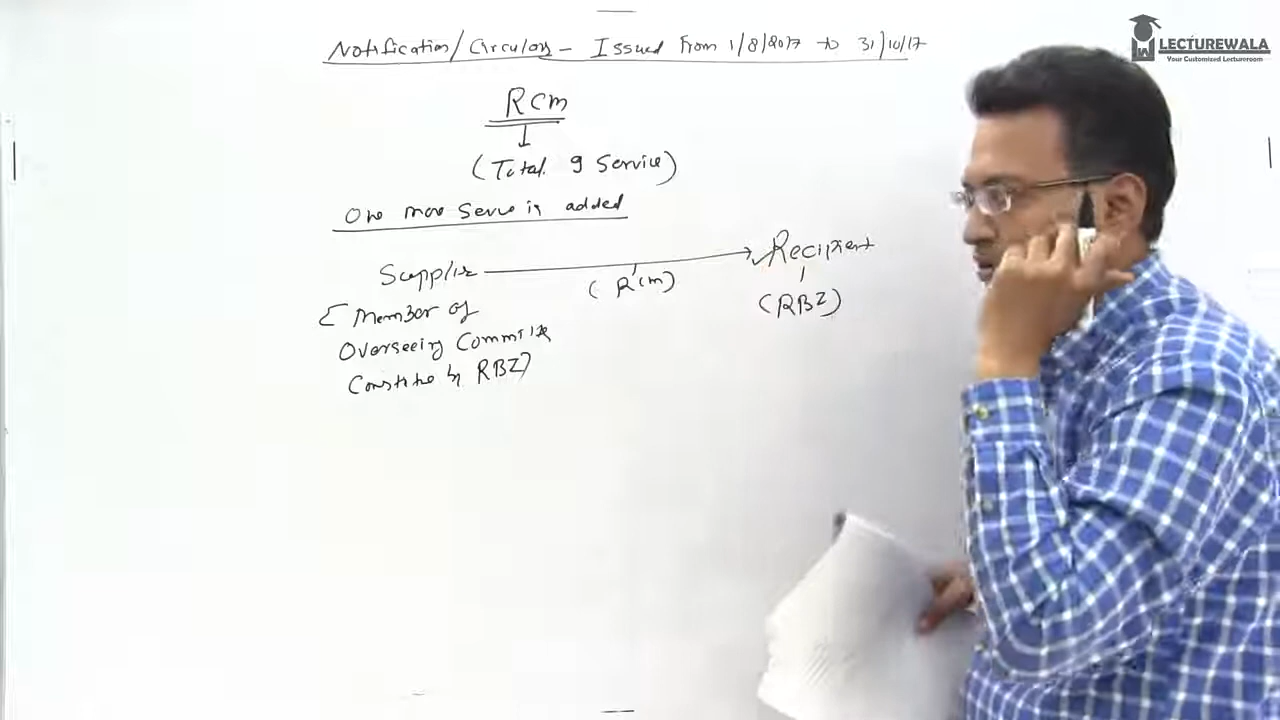 Notification/Circulars - Issued from 1/8/2017 to 31/10/17
LECTUREWALA
Your Customized Lectureroom
RCM
(Total 9 Service)
One more Service is added
Supplier
(RCM)
Recipient
(RBI)
[Member of
Overseeing Committee
Constitute by RBI]